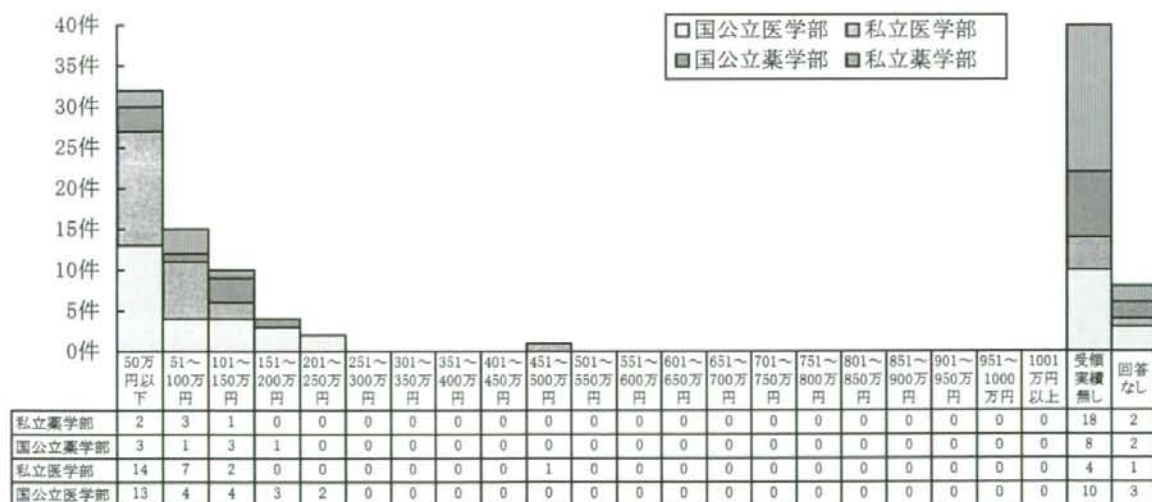 40件
35件
30件
25件
20件
15件
10件
5件
0件
□国公立医学部 □私立医学部
■国公立薬学部 ■私立薬学部
50万円以下 51～100万円 101～150万円 151～200万円 201～250万円 251～300万円 301～350万円 351～400万円 401～450万円 451～500万円 501～550万円 551～600万円 601～650万円 651～700万円 701～750万円 751～800万円 801～850万円 851～900万円 901～950万円 951～1000万円 1001万円以上 受領実績無し 回答なし
私立薬学部 2 3 1 0 0 0 0 0 0 0 0 0 0 0 0 0 0 0 0 0 0 18 2
国公立薬学部 3 1 3 1 0 0 0 0 0 0 0 0 0 0 0 0 0 0 0 0 0 8 2
私立医学部 14 7 2 0 0 0 0 0 0 1 0 0 0 0 0 0 0 0 0 0 0 4 1
国公立医学部 13 4 4 3 2 0 0 0 0 0 0 0 0 0 0 0 0 0 0 0 0 10 3